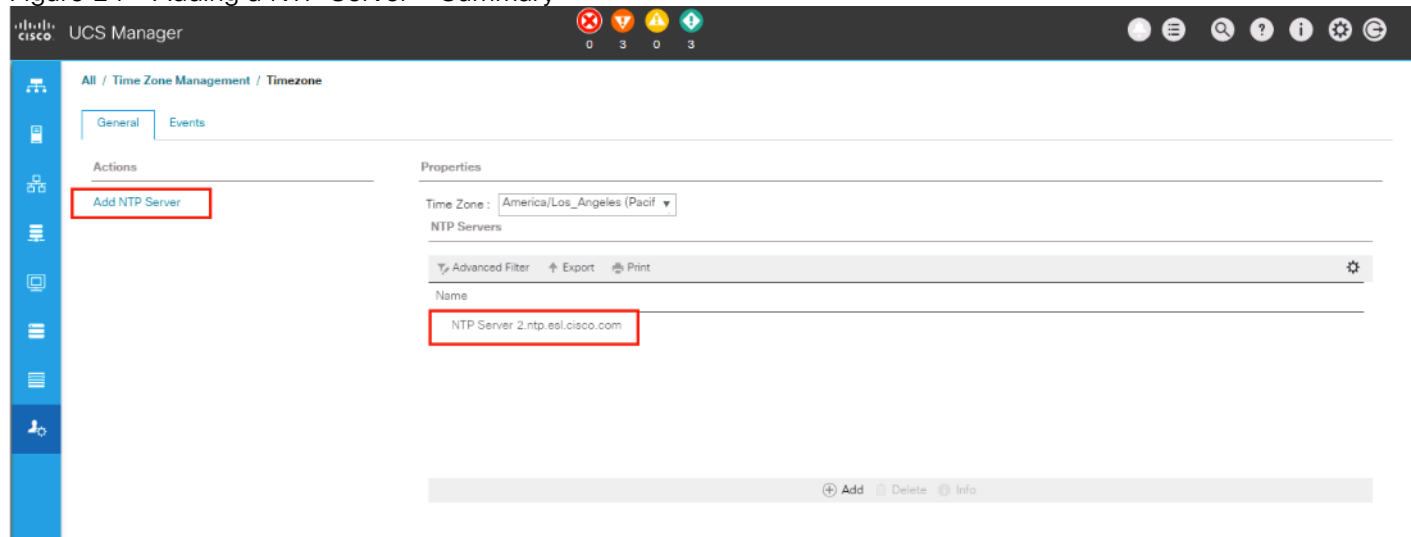 cisco UCS Manager
0 3 0 3
All / Time Zone Management / Timezone
General Events
Actions
Properties
Add NTP Server
Time Zone : America/Los_Angeles (Pacif
NTP Servers
Advanced Filter Export Print
Name
NTP Server 2.ntp.esl.cisco.com
Add Delete Info